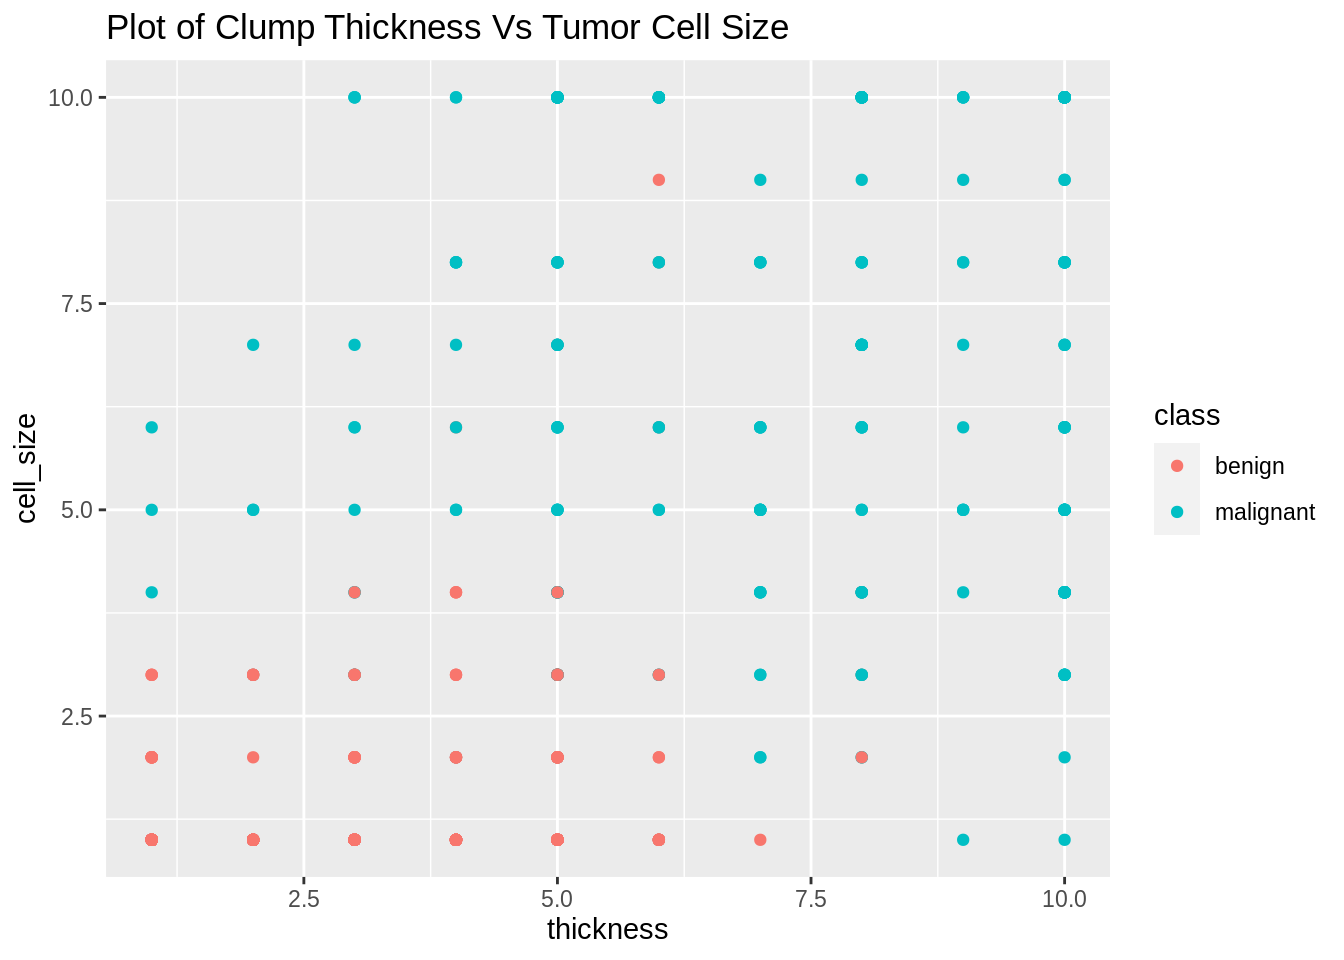 Plot of Clump Thickness Vs Tumor Cell Size
10.0
7.5
5.0
2.5
cell_size
2.5 5.0 7.5 10.0
thickness
class
benign
malignant